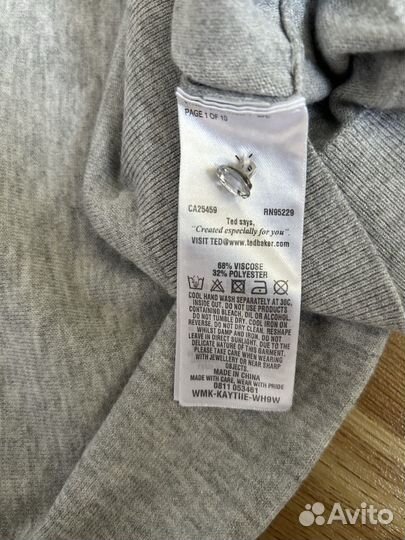 PAGE 1 OF 10
CA25459 RN95229
Ted says,
"Created especially for you".
VISIT TED@www.tedbaker.com
68% VISCOSE
32% POLYESTER
COOL HAND WASH SEPARATELY AT 30C,
INSIDE OUT. DO NOT USE PRODUCTS
CONTAINING BLEACH, OIL OR ALCOHOL.
DO NOT TUMBLE DRY. COOL IRON ON
REVERSE. DO NOT DRY CLEAN. RESHAPE
WHILST DAMP AND IRON. DO NOT
LEAVE IN DIRECT SUNLIGHT. DUE TO THE
DELICATE NATURE OF THIS GARMENT,
PLEASE TAKE CARE WHEN WEARING
WITH JEWELLERY OR NEAR SHARP
OBJECTS.
MADE IN CHINA
MADE WITH CARE, WEAR WITH PRIDE
0811 053461
WMK-KAYTIIE-WH9W
Avito